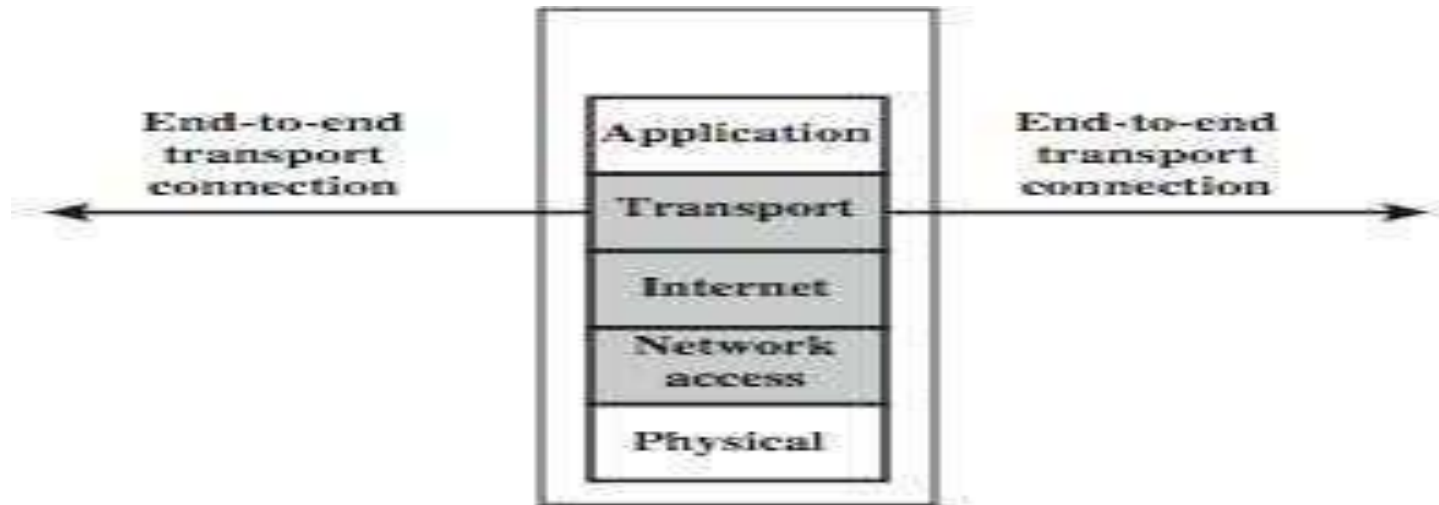 End-to-end
transport
connection
Application
Transport
Internet
Network
access
Physical
End-to-end
transport
connection